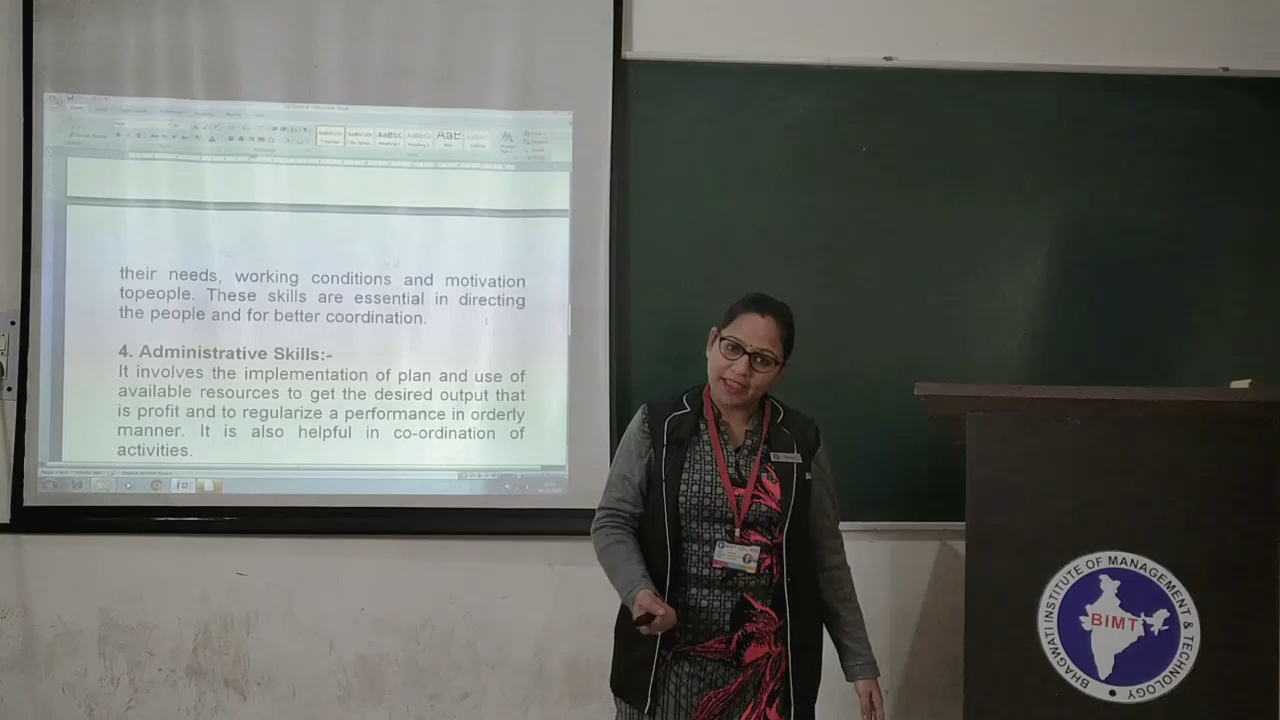 AaBbC
AaBbCc
AaB
their needs, working conditions and motivation
topeople. These skills are essential in directing
the people and for better coordination.
4. Administrative Skills:-
It involves the implementation of plan and use of
available resources to get the desired output that
is profit and to regularize a performance in orderly
manner. It is also helpful in co-ordination of
activities.
BHAGWATI INSTITUTE OF MANAGEMENT & TECHNOLOGY
BIMT